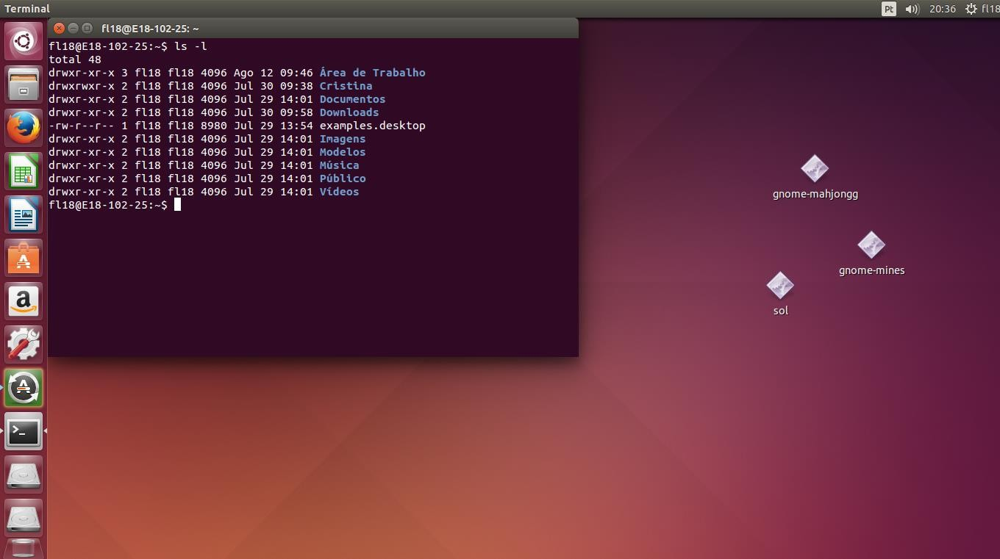 Terminal
Pt
20:36
fl18
fl18@E18-102-25: ~
fl18@E18-102-25:~$ ls -l
total 48
drwxr-xr-x 3 fl18 fl18 4096 Ago 12 09:46 Área de Trabalho
drwxrwxr-x 2 fl18 fl18 4096 Jul 30 09:38 Cristina
drwxr-xr-x 2 fl18 fl18 4096 Jul 29 14:01 Documentos
drwxr-xr-x 2 fl18 fl18 4096 Jul 30 09:58 Downloads
-rw-r--r-- 1 fl18 fl18 8980 Jul 29 13:54 examples.desktop
drwxr-xr-x 2 fl18 fl18 4096 Jul 29 14:01 Imagens
drwxr-xr-x 2 fl18 fl18 4096 Jul 29 14:01 Modelos
drwxr-xr-x 2 fl18 fl18 4096 Jul 29 14:01 Música
drwxr-xr-x 2 fl18 fl18 4096 Jul 29 14:01 Público
drwxr-xr-x 2 fl18 fl18 4096 Jul 29 14:01 Vídeos
fl18@E18-102-25:~$
gnome-mahjongg
gnome-mines
sol